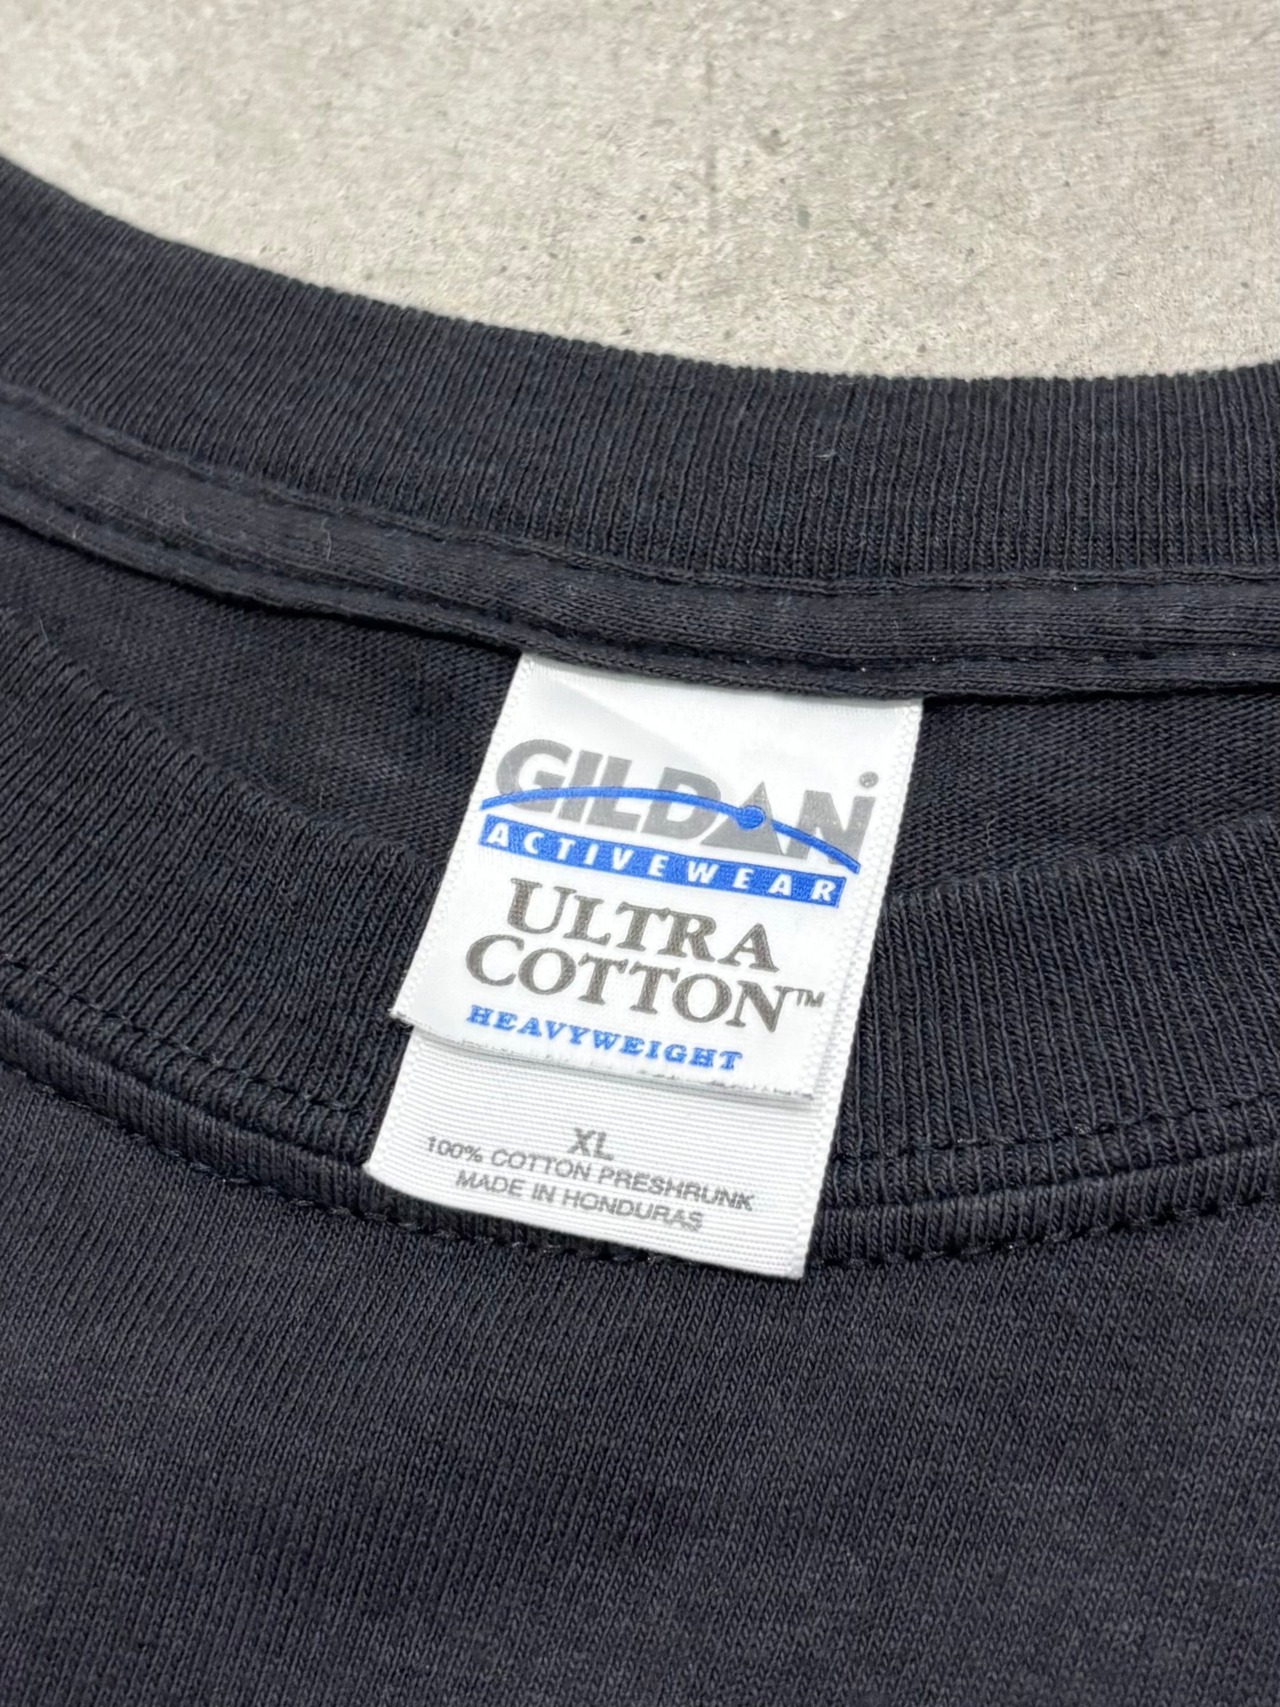 GILDAN®
ACTIVEWEAR
ULTRA
COTTON™
HEAVYWEIGHT
XL
100% COTTON PRESHRUNK
MADE IN HONDURAS